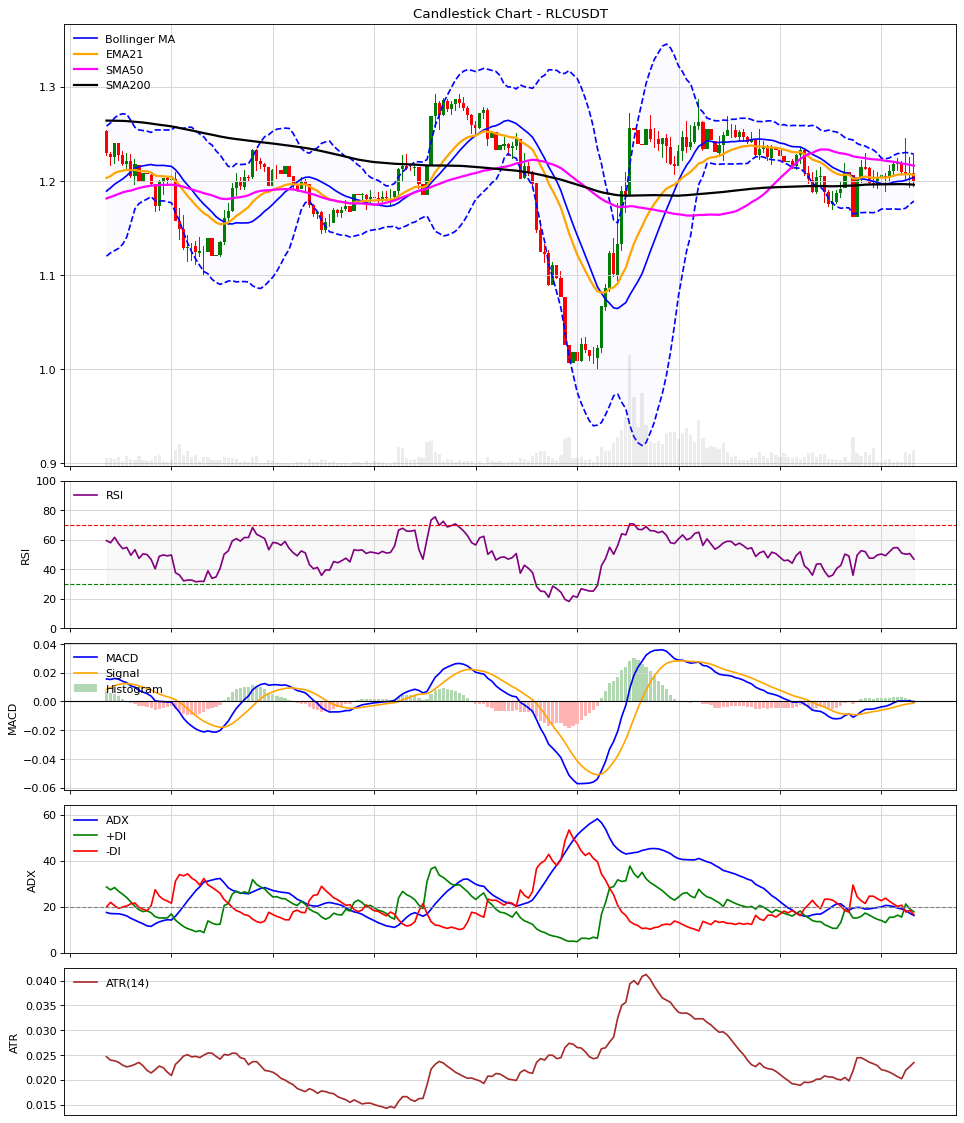 Candlestick Chart - RLCUSDT
Bollinger MA
EMA21
SMA50
SMA200
1.3
1.2
1.1
1.0
0.9
100
80
60
40
20
0
RSI
RSI
0.04
0.02
0.00
−0.02
−0.04
−0.06
MACD
MACD
Signal
Histogram
60
40
20
0
ADX
ADX
+DI
-DI
0.040
0.035
0.030
0.025
0.020
0.015
ATR
ATR(14)